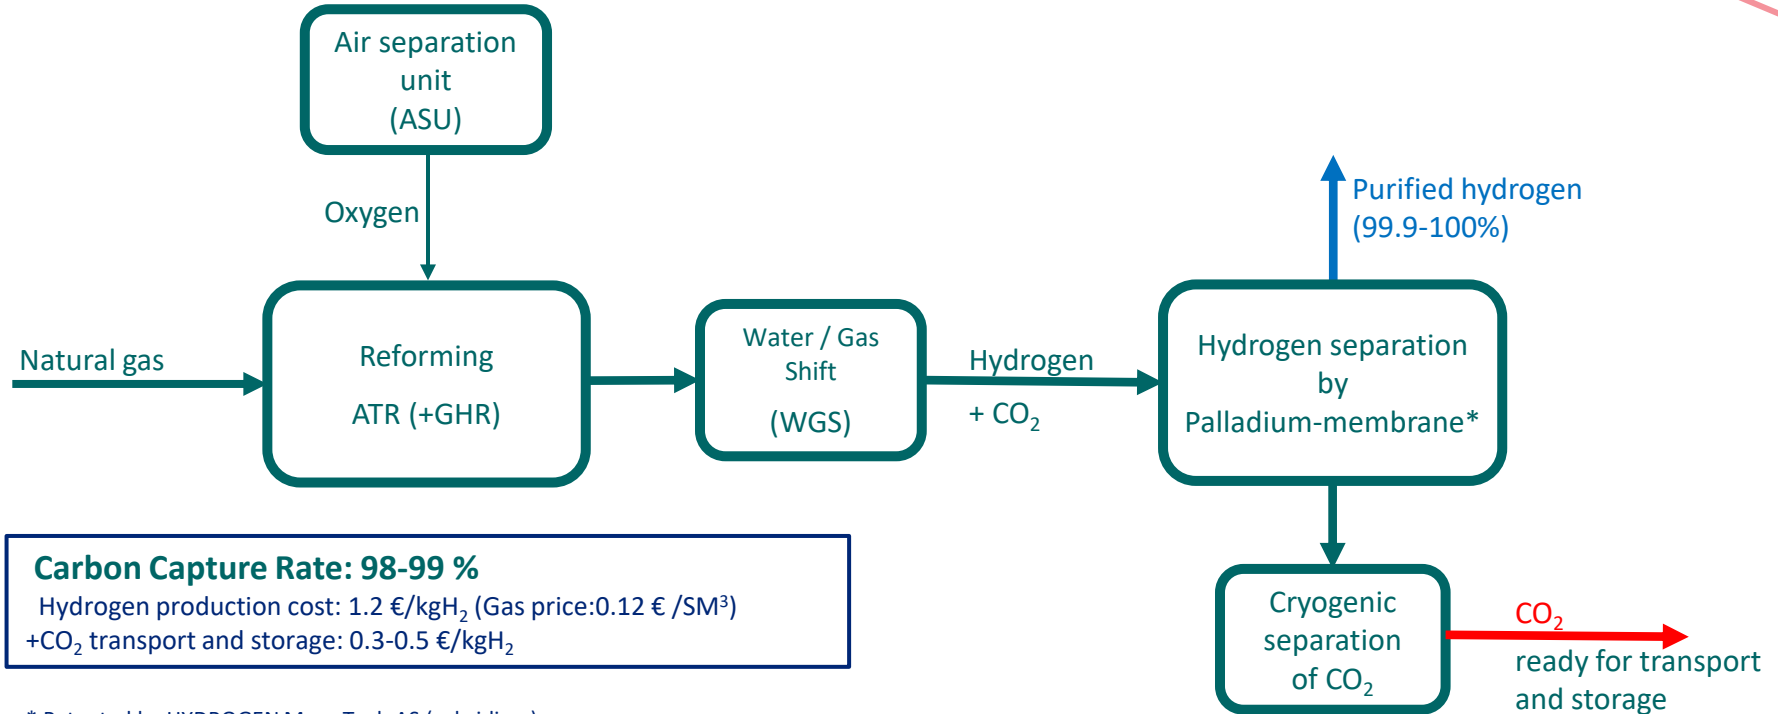 Air separation
unit
(ASU)
Oxygen
Purified hydrogen
(99.9-100%)
Natural gas
Reforming
ATR (+GHR)
Water / Gas
Shift
(WGS)
Hydrogen
+ CO₂
Hydrogen separation
by
Palladium-membrane*
Carbon Capture Rate: 98-99 %
Hydrogen production cost: 1.2 €/kgH₂ (Gas price:0.12 € /SM³)
+CO₂ transport and storage: 0.3-0.5 €/kgH₂
Cryogenic
separation
of CO₂
CO₂
ready for transport
and storage